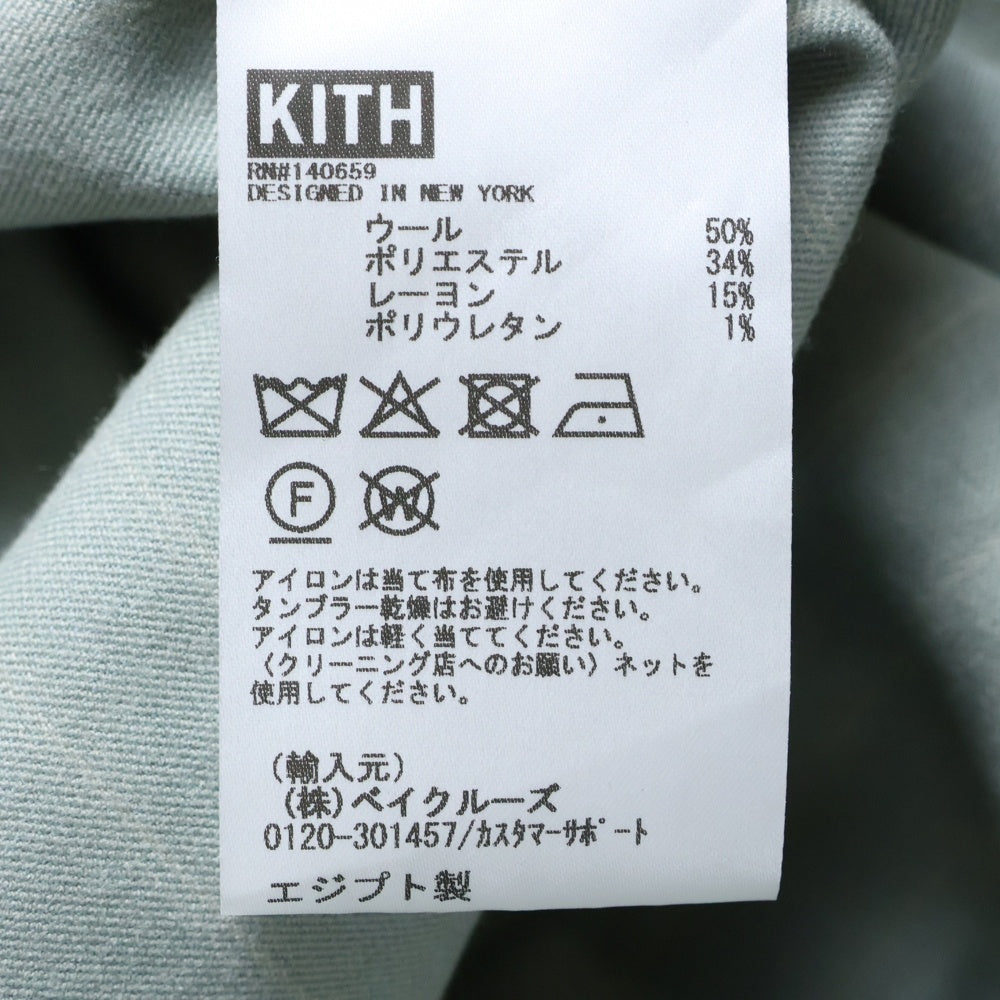 KITH
RN#140659
DESIGNED IN NEW YORK
ウール 50%
ポリエステル 34%
レーヨン 15%
ポリウレタン 1%
F
W
アイロンは当て布を使用してください。
タンブラー乾燥はお避けください。
アイロンは軽く当ててください。
〈クリーニング店へのお願い〉ネットを
使用してください。
(輸入元)
(株)ベイクルーズ
0120-301457/ｶｽﾀﾏｰｻﾎﾟｰﾄ
エジプト製